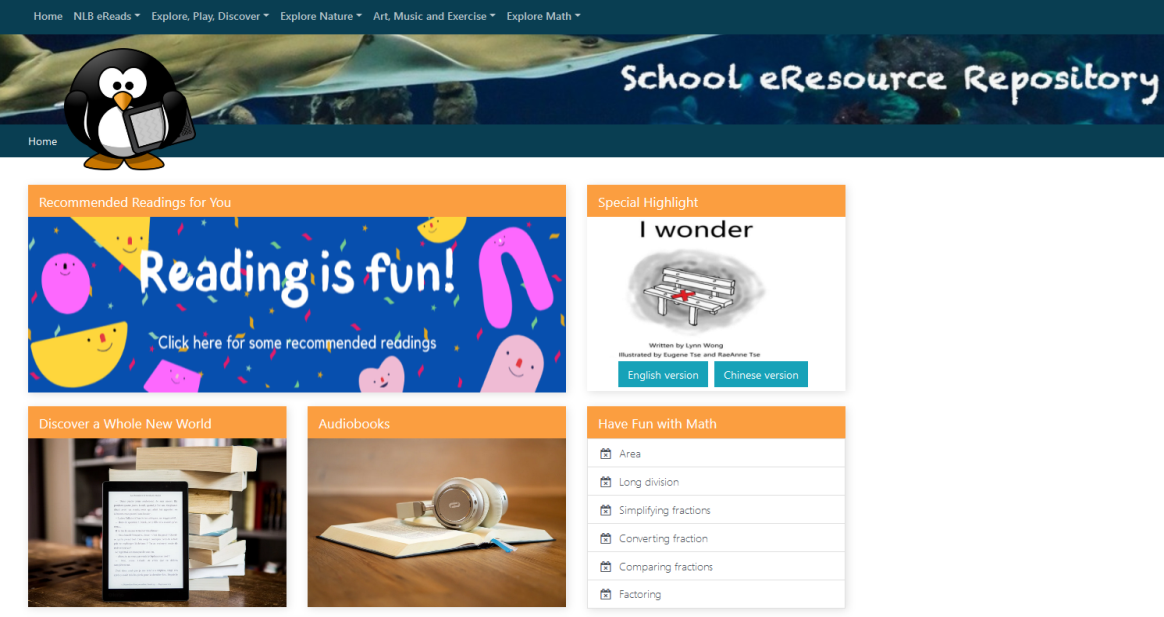 Home NLB eReads Explore, Play, Discover Explore Nature Art, Music and Exercise Explore Math
School eResource Repository
Home
Recommended Readings for You
Reading is fun!
Click here for some recommended readings
Special Highlight
I wonder
Written by Lynn Wong
Illustrated by Eugene Tse and RaeAnne Tse
English version Chinese version
Discover a Whole New World
Audiobooks
Have Fun with Math
Area
Long division
Simplifying fractions
Converting fraction
Comparing fractions
Factoring